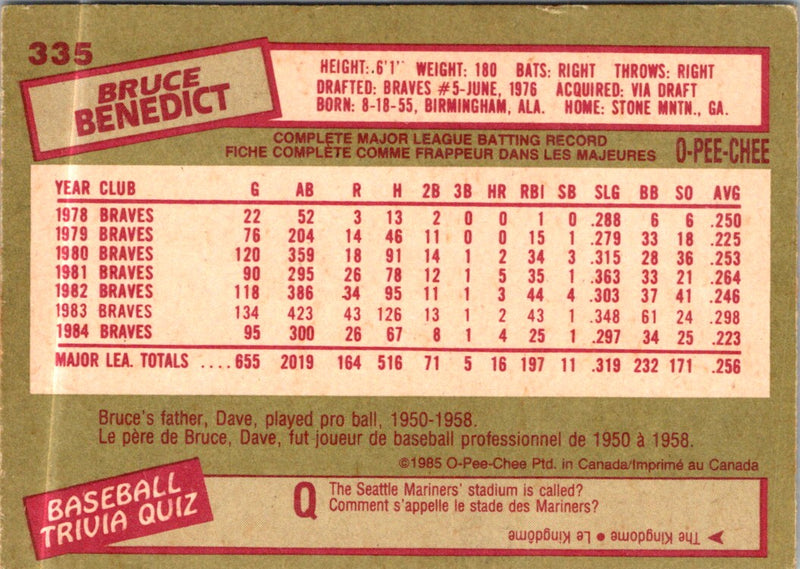 335
BRUCE
BENEDICT
HEIGHT: 6'1" WEIGHT: 180 BATS: RIGHT THROWS: RIGHT
DRAFTED: BRAVES #5-JUNE, 1976 ACQUIRED: VIA DRAFT
BORN: 8-18-55, BIRMINGHAM, ALA. HOME: STONE MNTN., GA.
COMPLETE MAJOR LEAGUE BATTING RECORD
FICHE COMPLÈTE COMME FRAPPEUR DANS LES MAJEURES O-PEE-CHEE
YEAR CLUB G AB R H 2B 3B HR RBI SB SLG BB SO AVG
1978 BRAVES 22 52 3 13 2 0 0 1 0 .288 6 6 .250
1979 BRAVES 76 204 14 46 11 0 0 15 1 .279 33 18 .225
1980 BRAVES 120 359 18 91 14 1 2 34 3 .315 28 36 .253
1981 BRAVES 90 295 26 78 12 1 5 35 1 .363 33 21 .264
1982 BRAVES 118 386 34 95 11 1 3 44 4 .303 37 41 .246
1983 BRAVES 134 423 43 126 13 1 2 43 1 .348 61 24 .298
1984 BRAVES 95 300 26 67 8 1 4 25 1 .297 34 25 .223
MAJOR LEA. TOTALS ....655 2019 164 516 71 5 16 197 11 .319 232 171 .256
Bruce's father, Dave, played pro ball, 1950-1958.
Le père de Bruce, Dave, fut joueur de baseball professionnel de 1950 à 1958.
©1985 O-Pee-Chee Ptd. in Canada/Imprimé au Canada
BASEBALL
TRIVIA QUIZ
Q The Seattle Mariners' stadium is called?
Comment s'appelle le stade des Mariners?
The Kingdome • Le Kingdôme